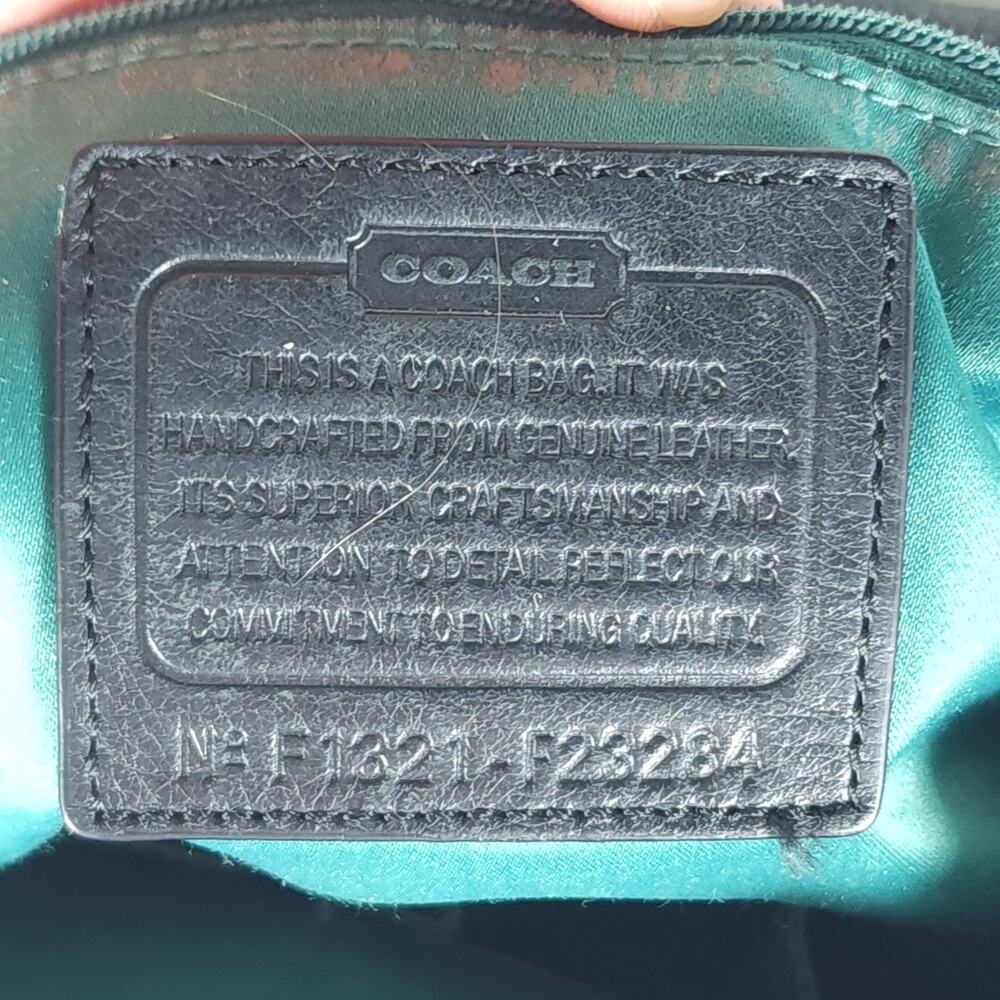 COACH
THIS IS A COACH BAG. IT WAS
HANDCRAFTED FROM GENUINE LEATHER.
ITS SUPERIOR CRAFTSMANSHIP AND
ATTENTION TO DETAIL REFLECT OUR
COMMITMENT TO ENDURING QUALITY.
Nº F1321-F23284